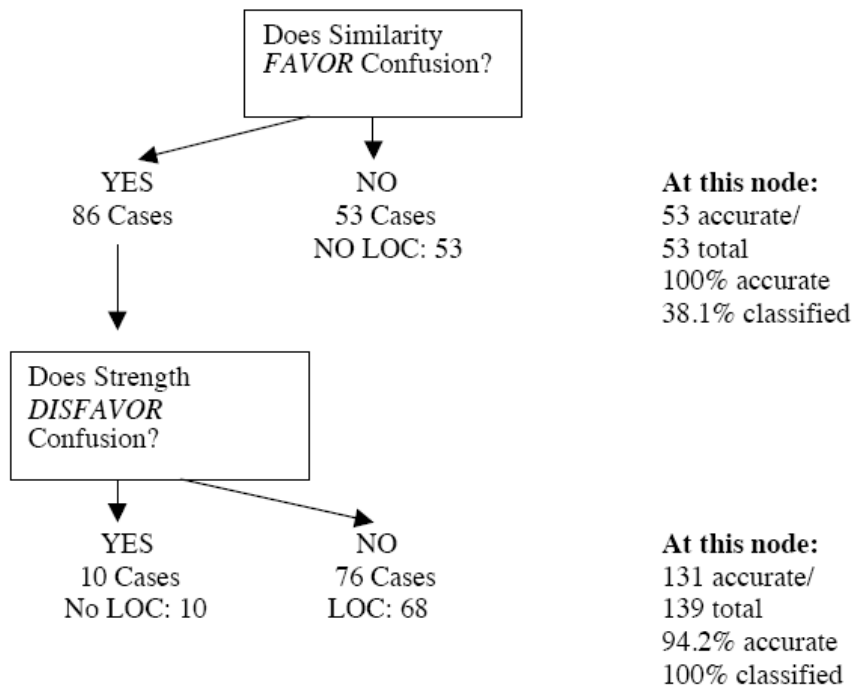 Does Similarity
FAVOR Confusion?
YES
86 Cases
NO
53 Cases
NO LOC: 53
At this node:
53 accurate/
53 total
100% accurate
38.1% classified
Does Strength
DISFAVOR
Confusion?
YES
10 Cases
No LOC: 10
NO
76 Cases
LOC: 68
At this node:
131 accurate/
139 total
94.2% accurate
100% classified